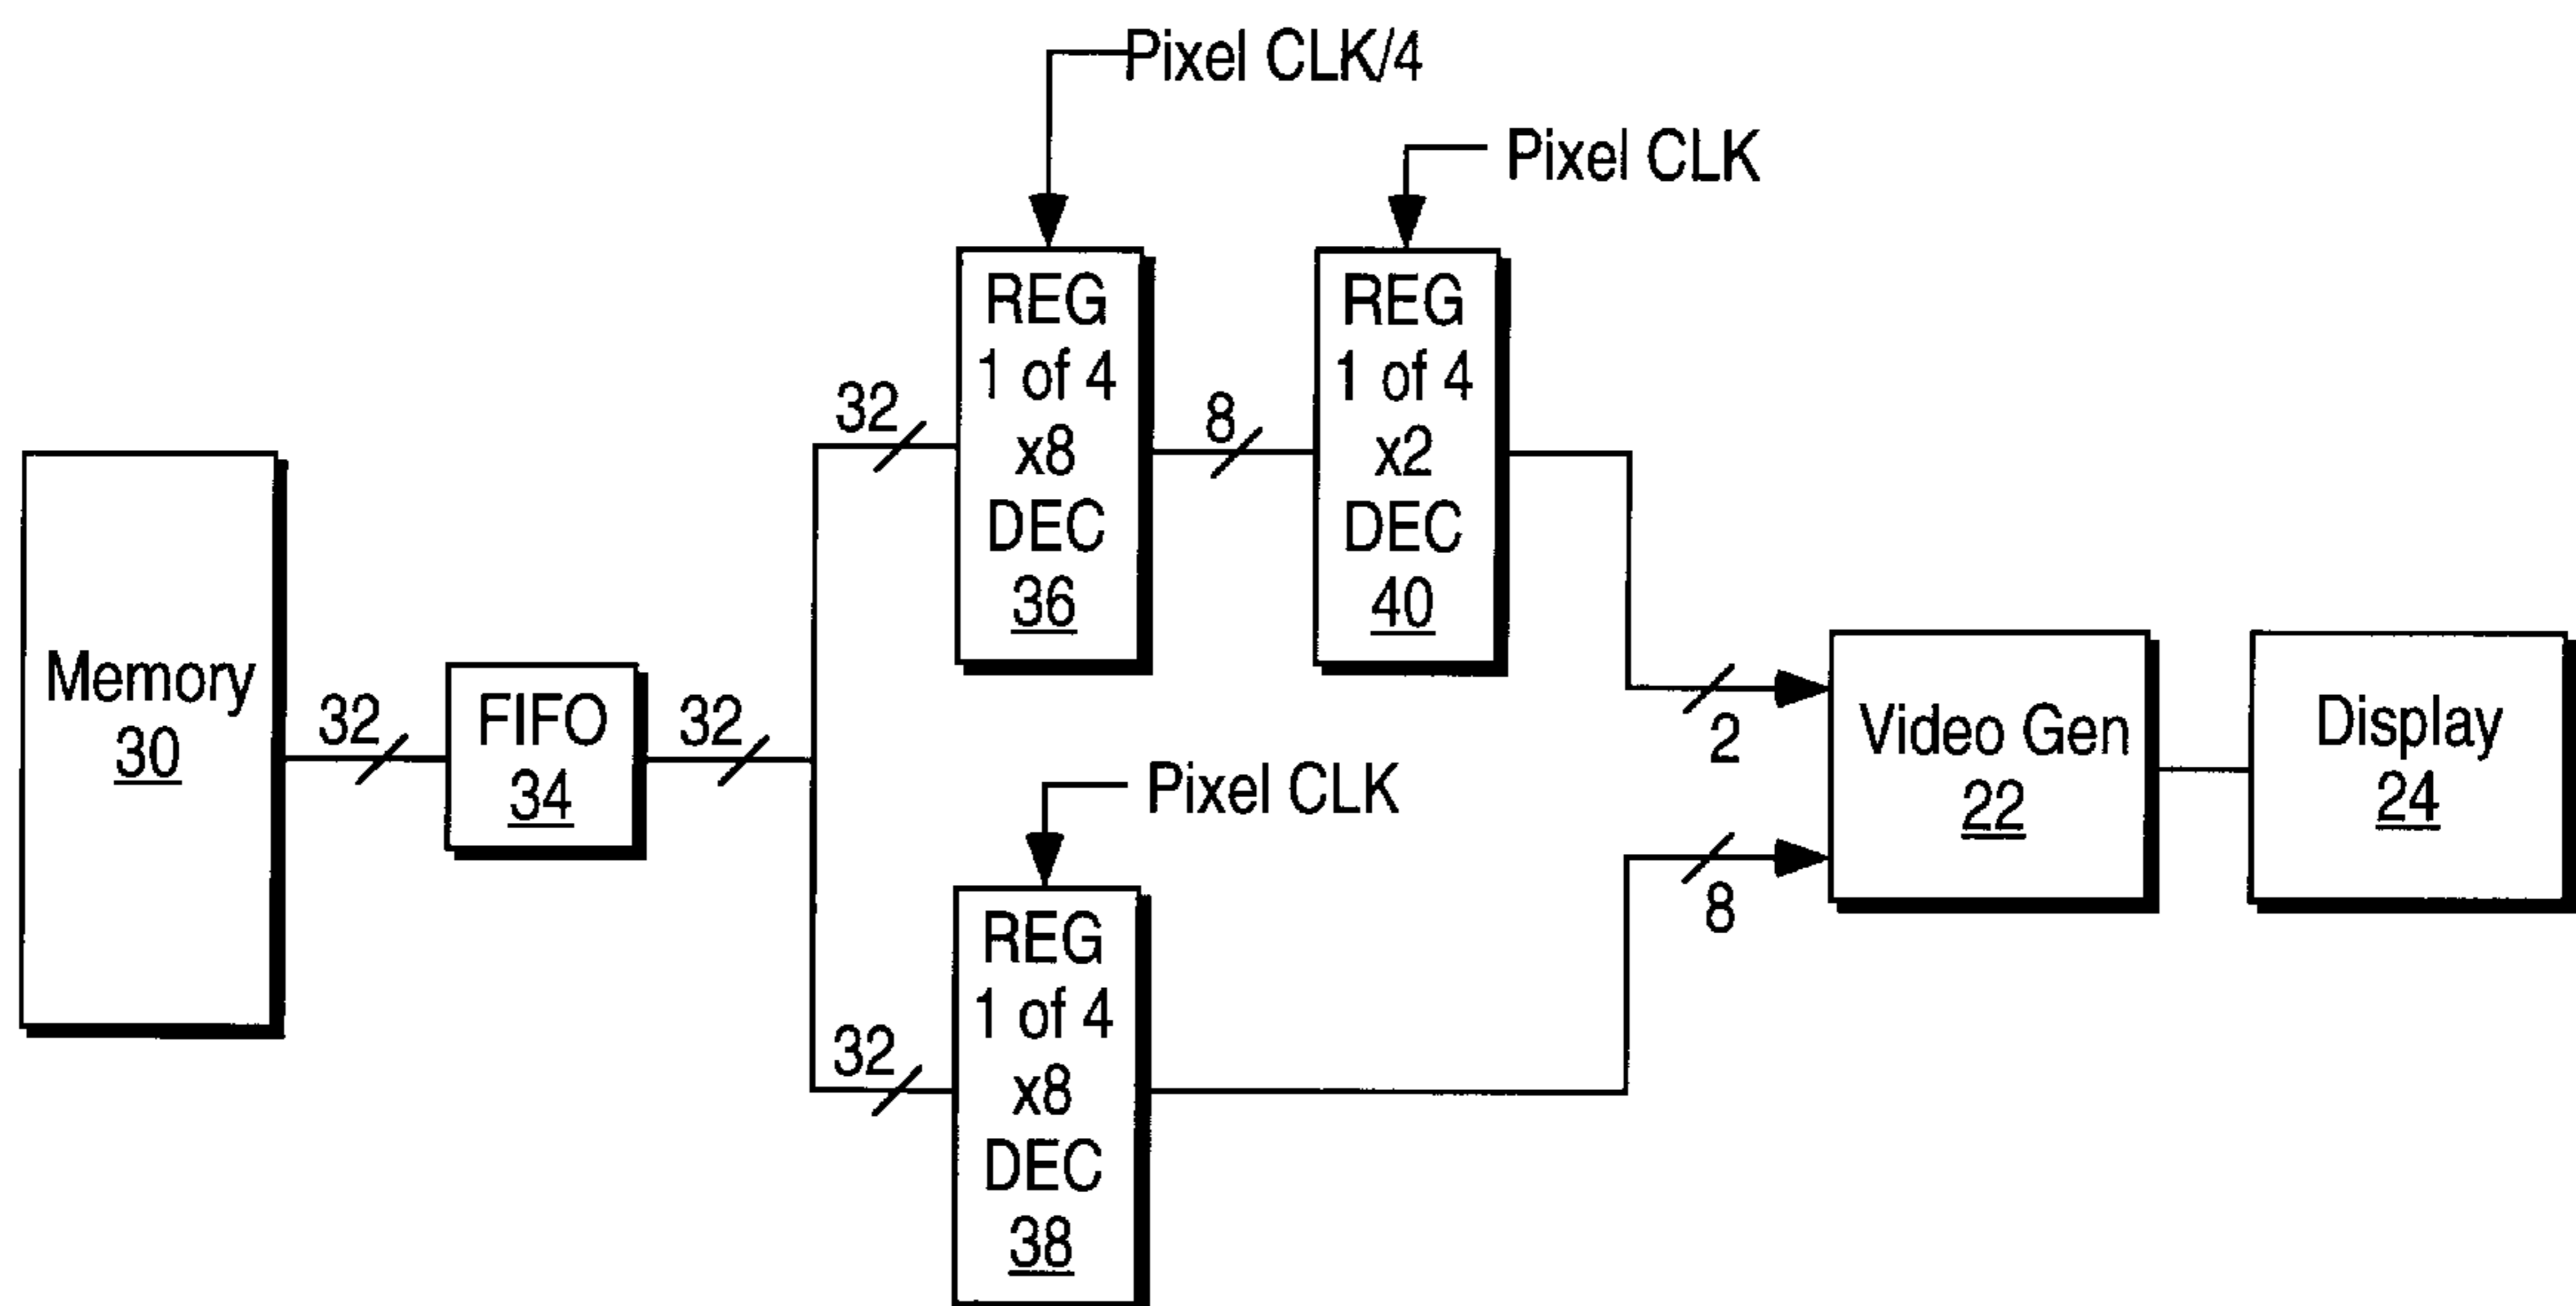 Pixel CLK/4
Pixel CLK
REG
1 of 4
x8
DEC
36
REG
1 of 4
x2
DEC
40
32
8
Memory
30
32
FIFO
34
32
2
Video Gen
22
Display
24
Pixel CLK
8
REG
1 of 4
x8
DEC
38
32